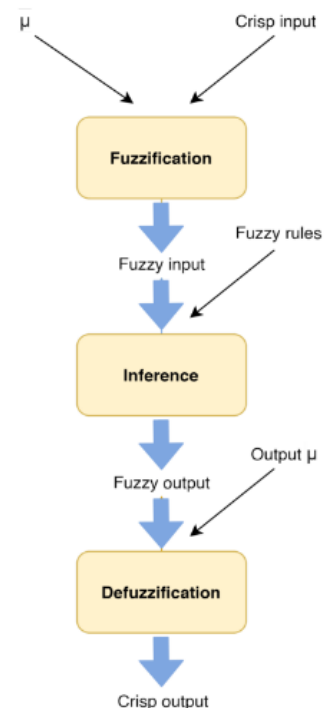 μ
Crisp input
Fuzzification
Fuzzy input
Fuzzy rules
Inference
Fuzzy output
Output μ
Defuzzification
Crisp output